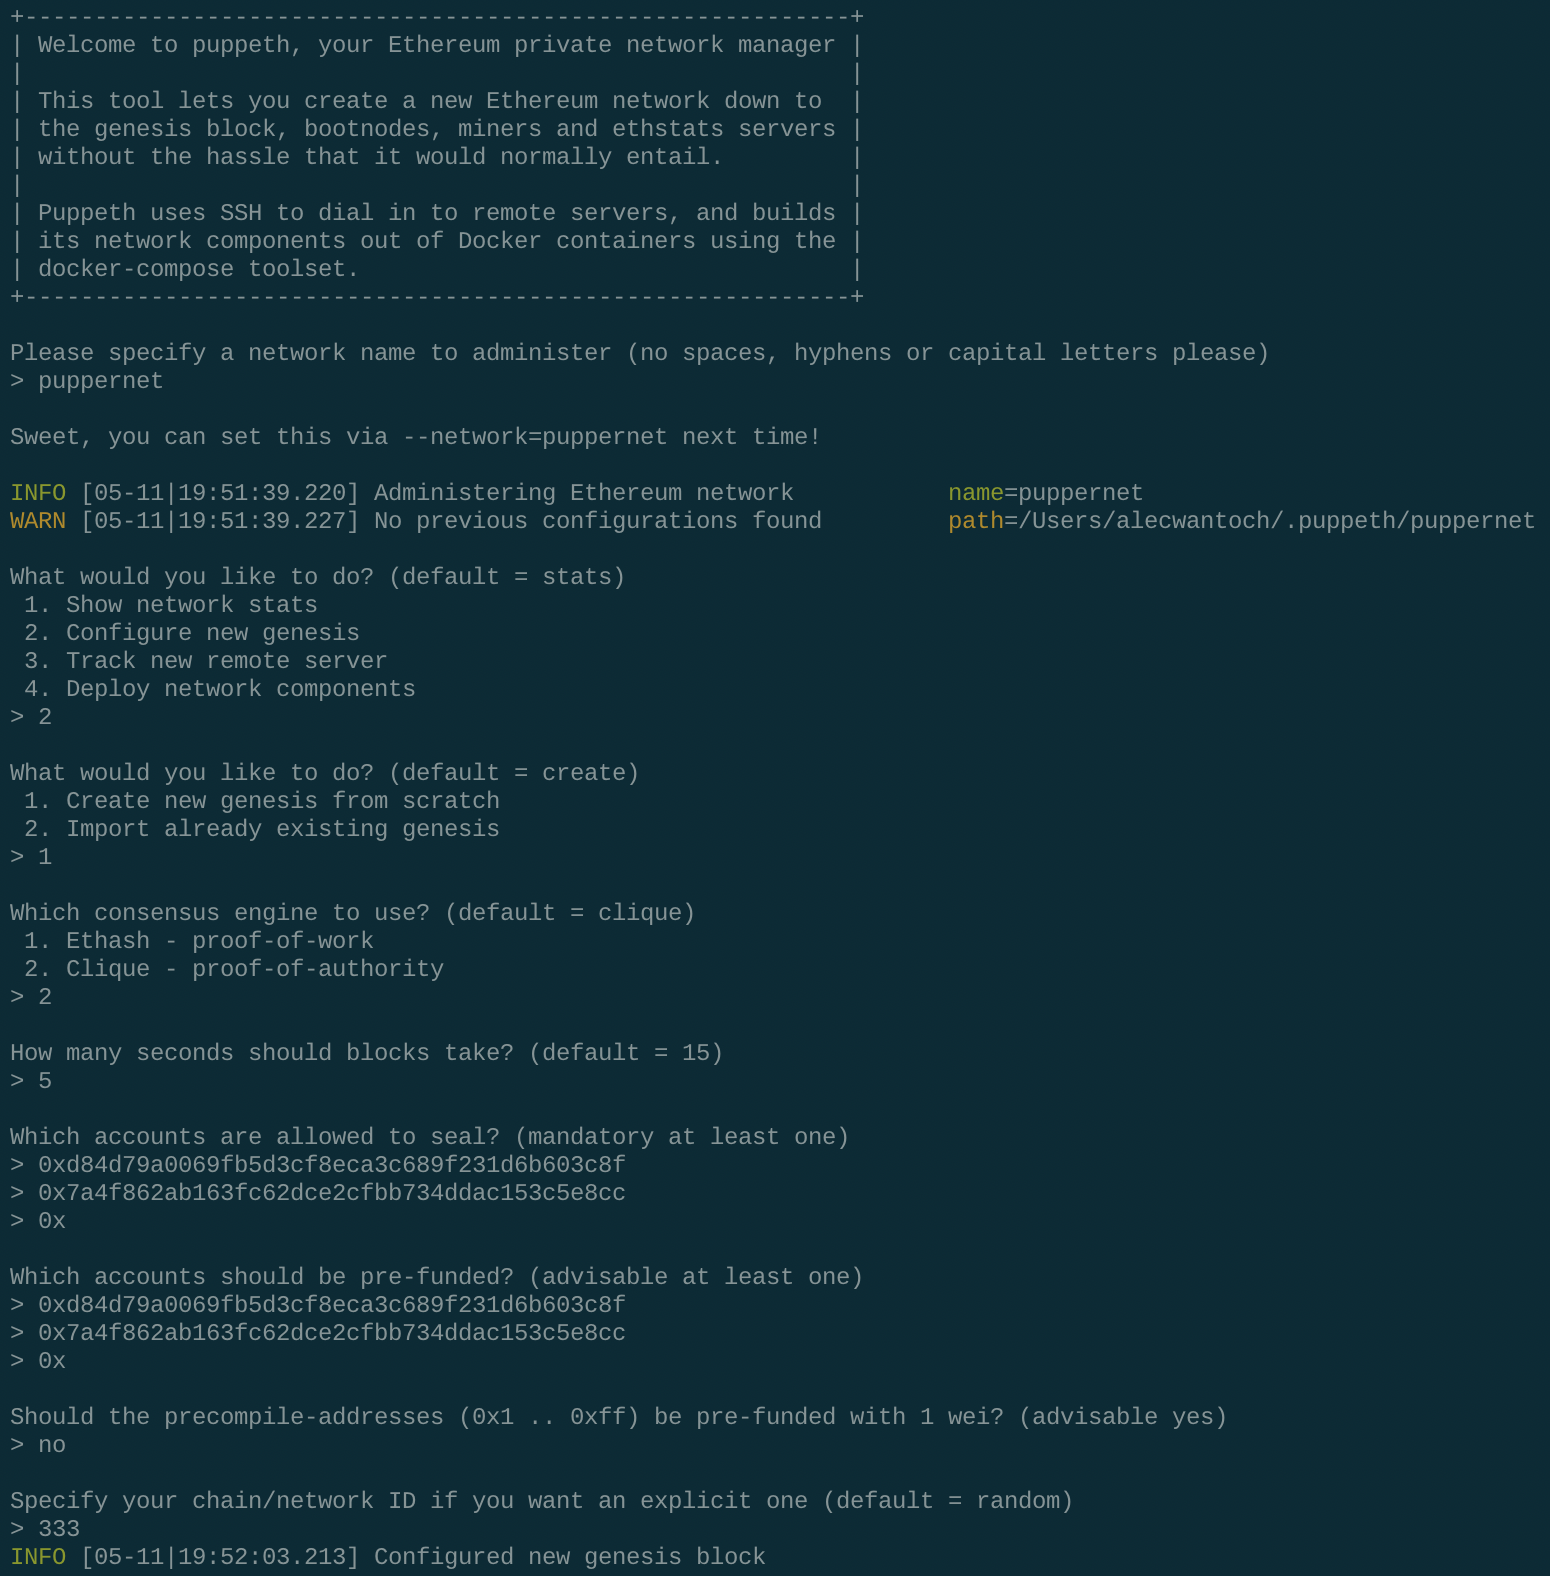 +-----------------------------------------------------------+
| Welcome to puppeth, your Ethereum private network manager |
|                                                           |
| This tool lets you create a new Ethereum network down to  |
| the genesis block, bootnodes, miners and ethstats servers |
| without the hassle that it would normally entail.         |
|                                                           |
| Puppeth uses SSH to dial in to remote servers, and builds |
| its network components out of Docker containers using the |
| docker-compose toolset.                                   |
+-----------------------------------------------------------+
Please specify a network name to administer (no spaces, hyphens or capital letters please)
> puppernet
Sweet, you can set this via --network=puppernet next time!
INFO [05-11|19:51:39.220] Administering Ethereum network           name=puppernet
WARN [05-11|19:51:39.227] No previous configurations found         path=/Users/alecwantoch/.puppeth/puppernet
What would you like to do? (default = stats)
 1. Show network stats
 2. Configure new genesis
 3. Track new remote server
 4. Deploy network components
> 2
What would you like to do? (default = create)
 1. Create new genesis from scratch
 2. Import already existing genesis
> 1
Which consensus engine to use? (default = clique)
 1. Ethash - proof-of-work
 2. Clique - proof-of-authority
> 2
How many seconds should blocks take? (default = 15)
> 5
Which accounts are allowed to seal? (mandatory at least one)
> 0xd84d79a0069fb5d3cf8eca3c689f231d6b603c8f
> 0x7a4f862ab163fc62dce2cfbb734ddac153c5e8cc
> 0x
Which accounts should be pre-funded? (advisable at least one)
> 0xd84d79a0069fb5d3cf8eca3c689f231d6b603c8f
> 0x7a4f862ab163fc62dce2cfbb734ddac153c5e8cc
> 0x
Should the precompile-addresses (0x1 .. 0xff) be pre-funded with 1 wei? (advisable yes)
> no
Specify your chain/network ID if you want an explicit one (default = random)
> 333
INFO [05-11|19:52:03.213] Configured new genesis block